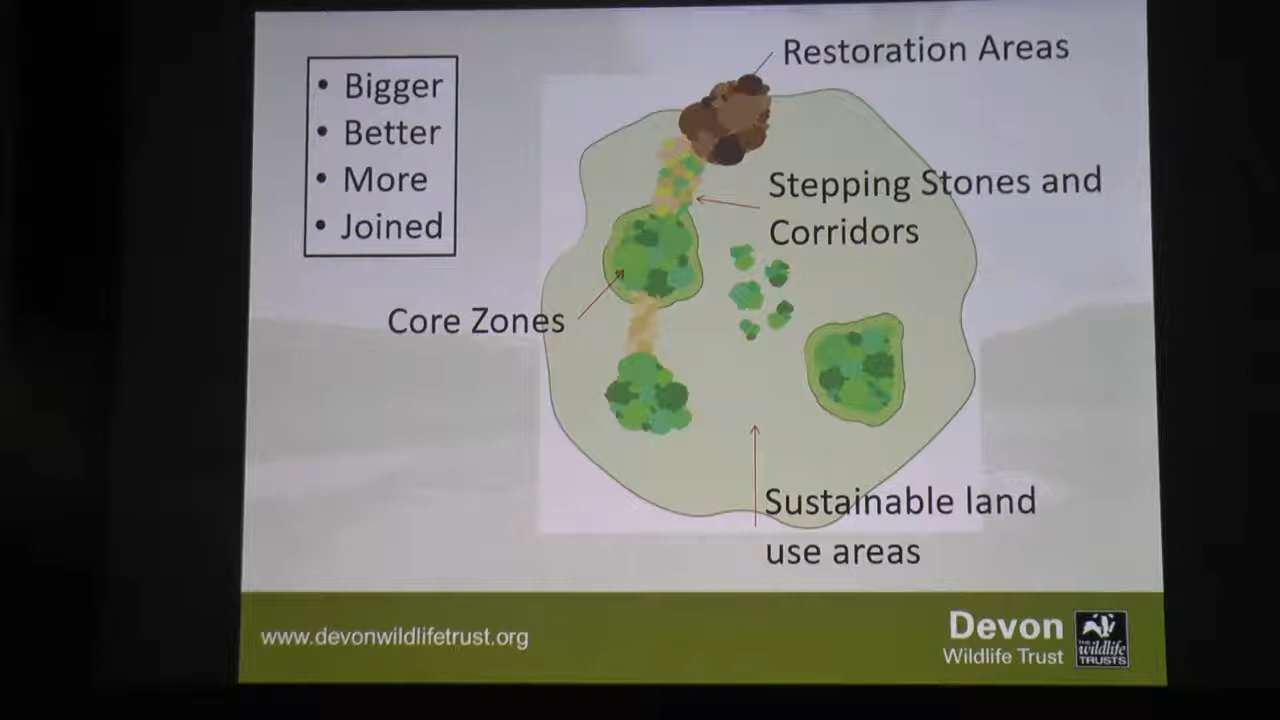 • Bigger
• Better
• More
• Joined
Restoration Areas
Stepping Stones and
Corridors
Core Zones
Sustainable land
use areas
www.devonwildlifetrust.org
Devon
Wildlife Trust
THE
wildlife
TRUSTS